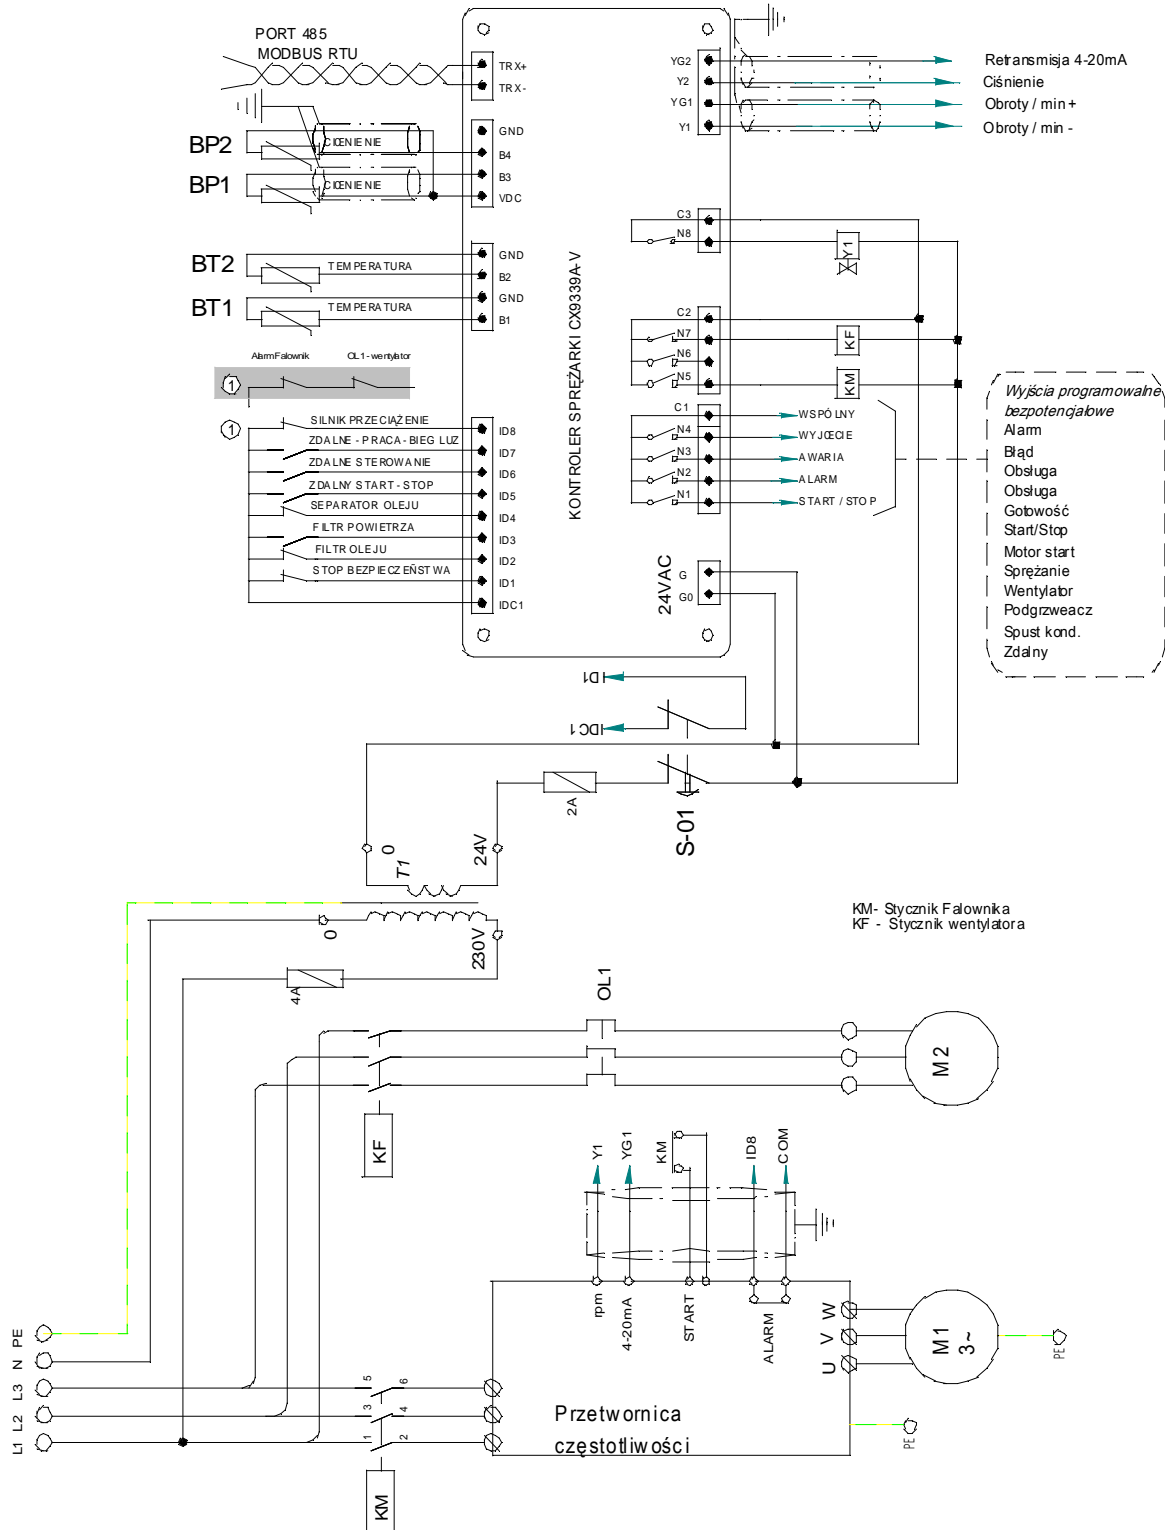 PORT 485
MODBUS RTU
TRX+
TRX-
GND
B4
B3
VDC
BP2
CIŒNIENIE
BP1
CIŒNIENIE
BT2
TEMPERATURA
BT1
TEMPERATURA
GND
B2
GND
B1
Alarm Falownik
OL1 - wentylator
1
1
SILNIK PRZECIĄŻENIE
ZDALNE - PRACA - BIEG LUZ
ZDALNE STEROWANIE
ZDALNY START - STOP
SEPARATOR OLEJU
FILTR POWIETRZA
FILTR OLEJU
STOP BEZPIECZEŃSTWA
ID8
ID7
ID6
ID5
ID4
ID3
ID2
ID1
IDC1
KONTROLER SPRĘŻARKI CX9339A-V
YG2
Y2
YG1
Y1
Retransmisja 4-20mA
Ciśnienie
Obroty / min +
Obroty / min -
C3
N8
Y1
C2
N7
N6
N5
KF
KM
C1
N4
N3
N2
N1
WSPÓLNY
WYJŒCIE
AWARIA
ALARM
START / STOP
24VAC
G
G0
Wyjścia programowalne
bezpotencjałowe
Alarm
Błąd
Obsługa
Obsługa
Gotowość
Start/Stop
Motor start
Sprężanie
Wentylator
Podgrzweacz
Spust kond.
Zdalny
ID1
IDC1
2A
S-01
0
T1
24V
0
230V
4A
KM- Stycznik Falownika
KF - Stycznik wentylatora
OL1
M2
KF
Y1
YG1
KM
ID8
COM
rpm
4-20mA
START
ALARM
W
V
U
M1
3~
PE
PE
Przetwornica
częstotliwości
PE
N
L3
L2
L1
5
6
3
4
1
2
KM